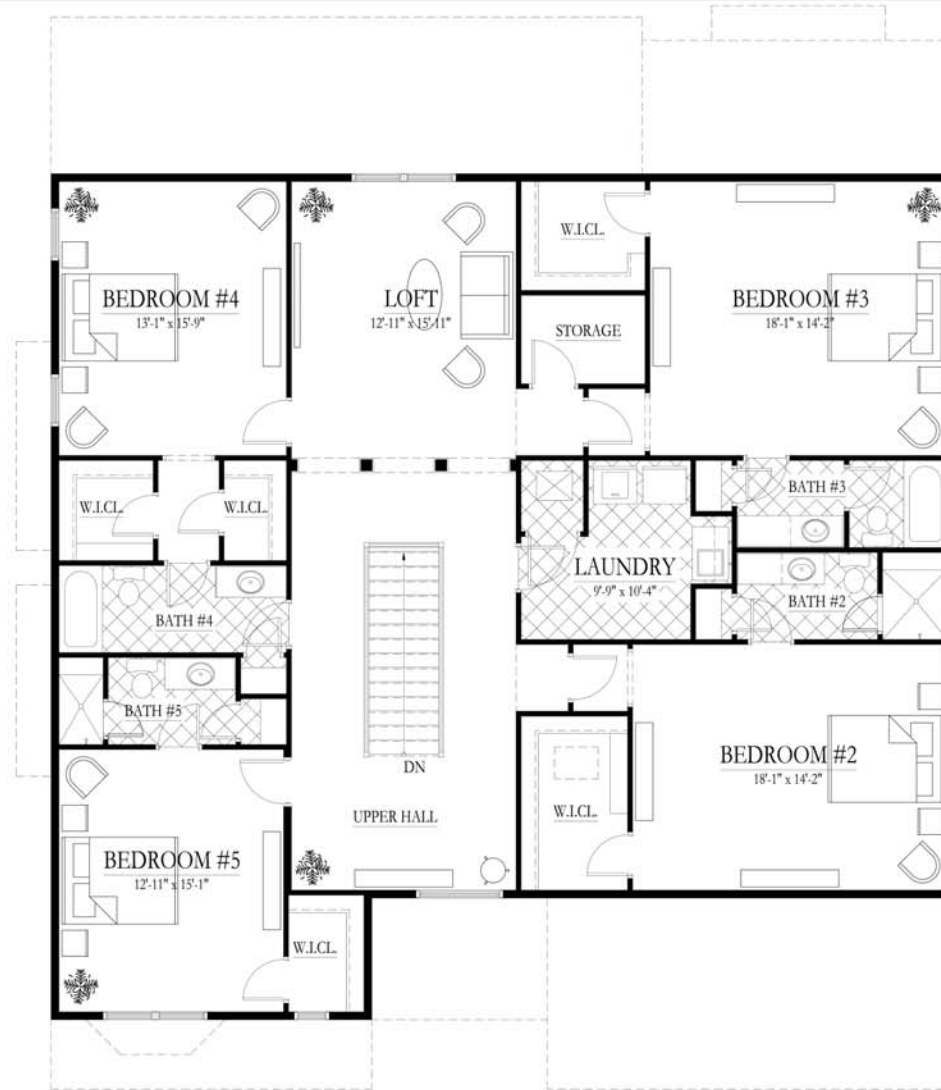 BEDROOM #4
13'-1" x 15'-9"
LOFT
12'-11" x 15'-11"
W.I.CL.
STORAGE
BEDROOM #3
18'-1" x 14'-2"
W.I.CL.
W.I.CL.
BATH #3
LAUNDRY
9'-9" x 10'-4"
BATH #4
BATH #2
BATH #5
DN
UPPER HALL
W.I.CL.
BEDROOM #2
18'-1" x 14'-2"
BEDROOM #5
12'-11" x 15'-1"
W.I.CL.